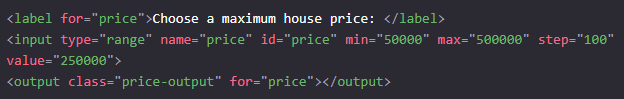 <label for="price">Choose a maximum house price: </label>
<input type="range" name="price" id="price" min="50000" max="500000" step="100"
value="250000">
<output class="price-output" for="price"></output>